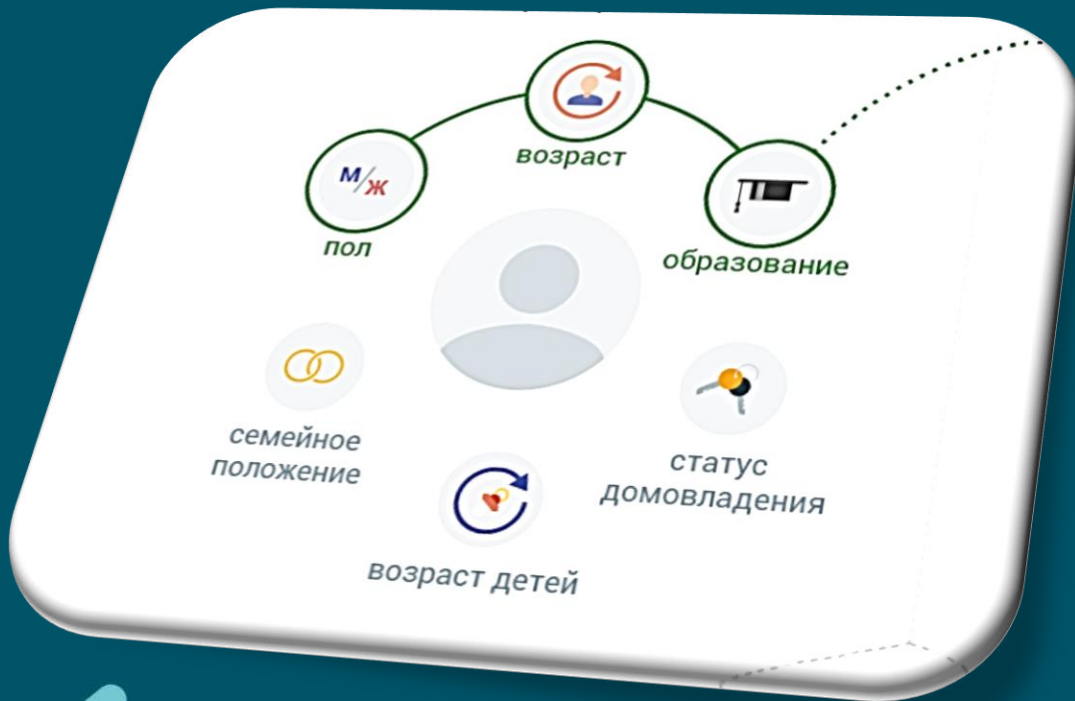 возраст
М/Ж
пол
образование
семейное
положение
статус
домовладения
возраст детей